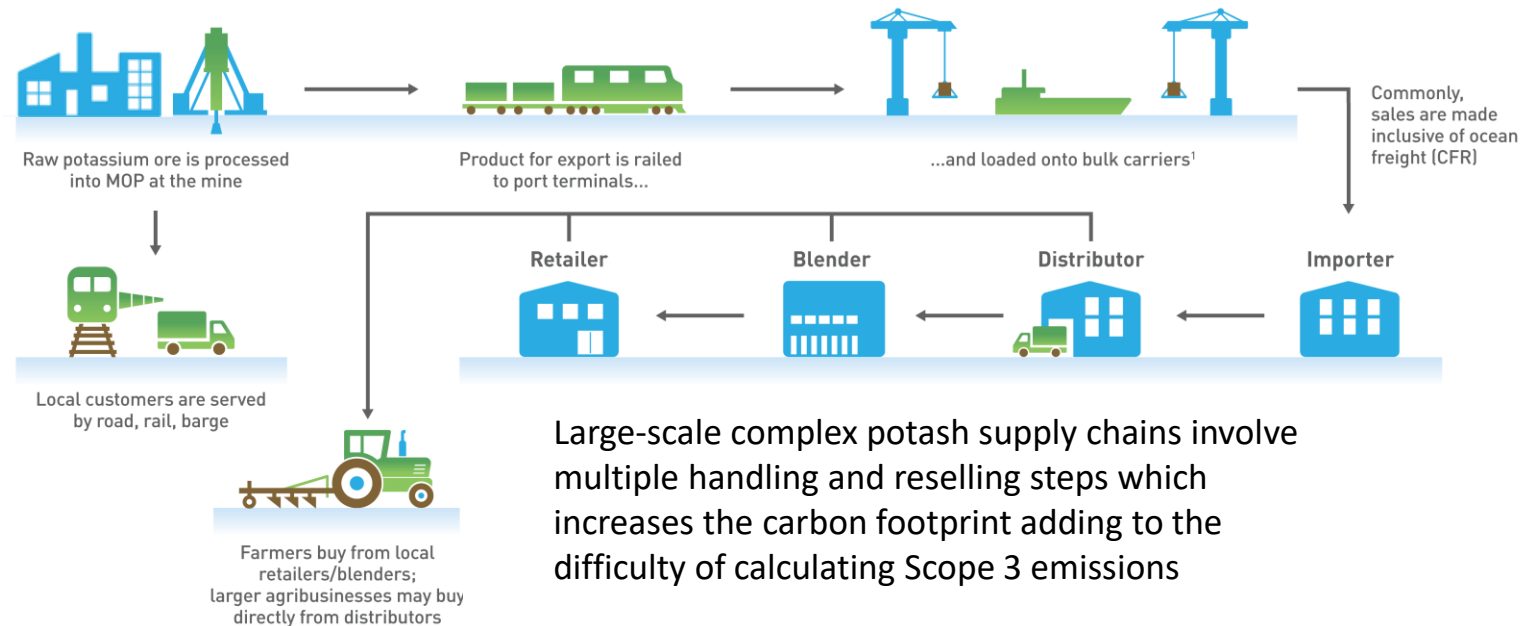 Raw potassium ore is processed
into MOP at the mine
Product for export is railed
to port terminals...
...and loaded onto bulk carriers¹
Commonly,
sales are made
inclusive of ocean
freight (CFR)
Retailer
Blender
Distributor
Importer
Local customers are served
by road, rail, barge
Farmers buy from local
retailers/blenders;
larger agribusinesses may buy
directly from distributors
Large-scale complex potash supply chains involve
multiple handling and reselling steps which
increases the carbon footprint adding to the
difficulty of calculating Scope 3 emissions